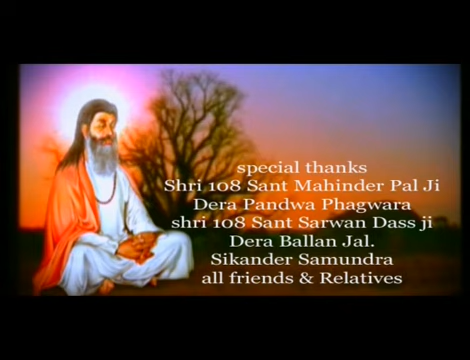 special thanks
Shri 108 Sant Mahinder Pal Ji
Dera Pandwa Phagwara
shri 108 Sant Sarwan Dass ji
Dera Ballan Jal.
Sikander Samundra
all friends & Relatives